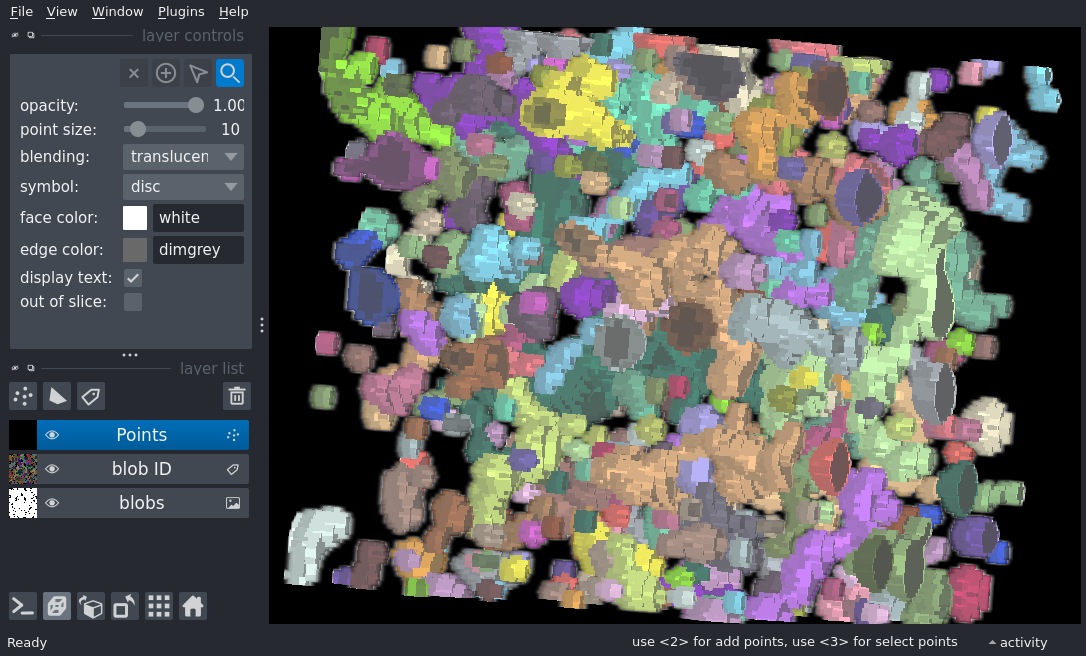 File View Window Plugins Help
layer controls
opacity: 1.00
point size: 10
blending: translucen
symbol: disc
face color: white
edge color: dimgrey
display text:
out of slice:
layer list
Points
blob ID
blobs
Ready
use <2> for add points, use <3> for select points
activity